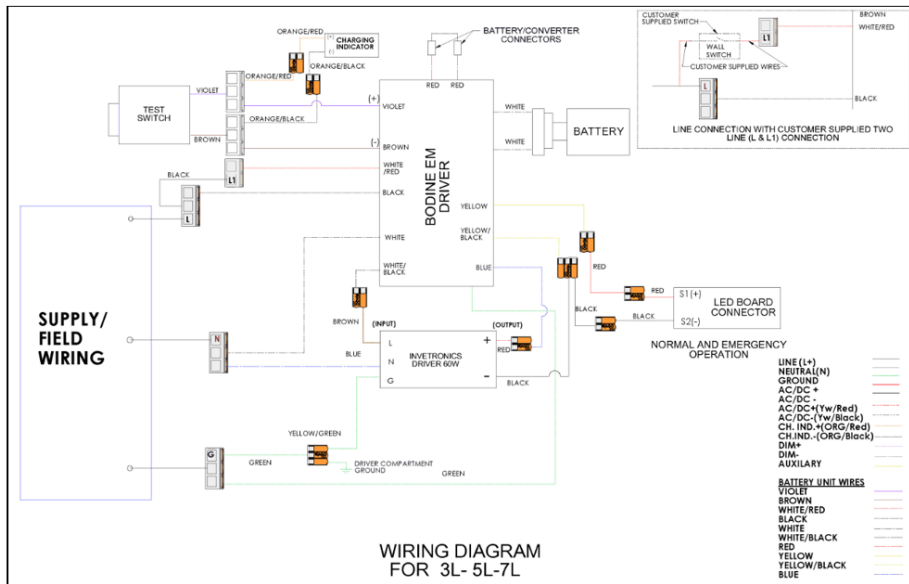 ORANGE/RED
(+)
CHARGING
INDICATOR
(-)
ORANGE/BLACK
BATTERY/CONVERTER
CONNECTORS
CUSTOMER
SUPPLIED SWITCH
WALL
SWITCH
CUSTOMER SUPPLIED WIRES
L1
BROWN
WHITE/RED
L
BLACK
LINE CONNECTION WITH CUSTOMER SUPPLIED TWO
LINE (L & L1) CONNECTION
TEST
SWITCH
VIOLET
ORANGE/RED
BROWN
ORANGE/BLACK
RED
RED
(+)
VIOLET
(-)
BROWN
WHITE
/RED
BLACK
WHITE
WHITE/
BLACK
BODINE EM
DRIVER
WHITE
WHITE
BATTERY
YELLOW
YELLOW/
BLACK
BLUE
BLACK
L1
L
SUPPLY/
FIELD
WIRING
N
G
BROWN
BLUE
(INPUT)
L
N
G
INVETRONICS
DRIVER 60W
(OUTPUT)
+
-
RED
BLACK
RED
RED
BLACK
BLACK
S1(+)
S2(-)
LED BOARD
CONNECTOR
NORMAL AND EMERGENCY
OPERATION
YELLOW/GREEN
GREEN
DRIVER COMPARTMENT
GROUND
GREEN
LINE (L+)
NEUTRAL(N)
GROUND
AC/DC +
AC/DC -
AC/DC+(Yw/Red)
AC/DC-(Yw/Black)
CH. IND.+(ORG/Red)
CH.IND.-(ORG/Black)
DIM+
DIM-
AUXILARY
BATTERY UNIT WIRES
VIOLET
BROWN
WHITE/RED
BLACK
WHITE
WHITE/BLACK
RED
YELLOW
YELLOW/BLACK
BLUE
WIRING DIAGRAM
FOR 3L- 5L-7L